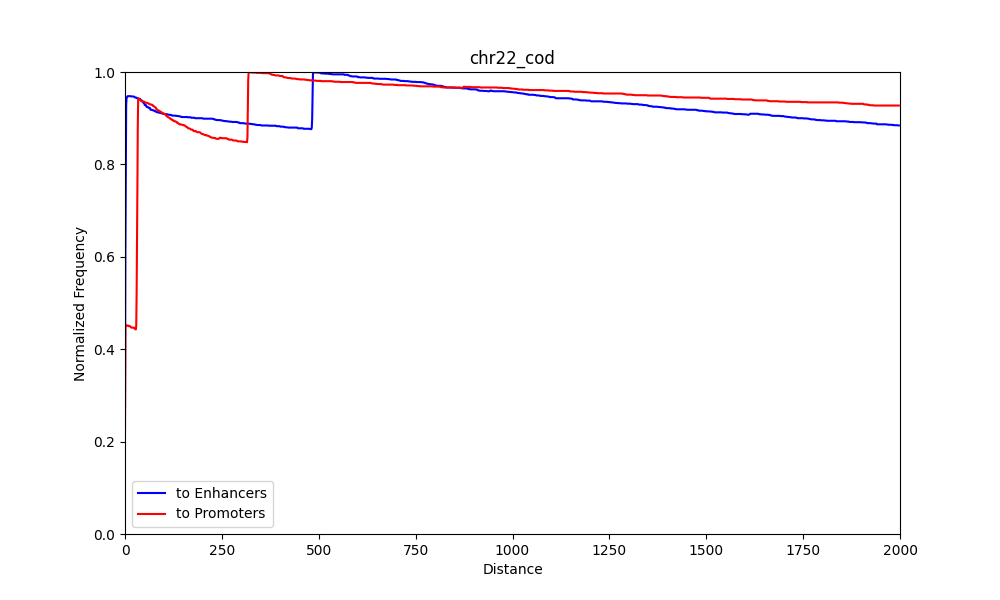 chr22_cod
Normalized Frequency
1.0
0.8
0.6
0.4
0.2
0.0
to Enhancers
to Promoters
0 250 500 750 1000 1250 1500 1750 2000
Distance